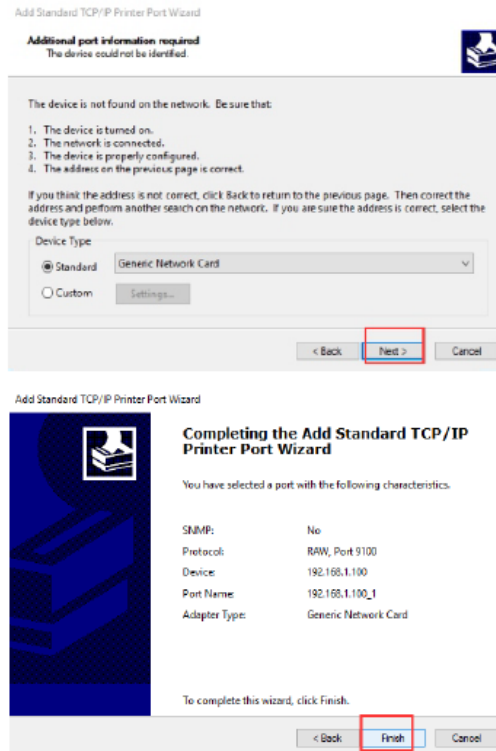 Add Standard TCP/IP Printer Port Wizard
Additional port information required
The device could not be identified.
The device is not found on the network. Be sure that:
1. The device is turned on.
2. The network is connected.
3. The device is properly configured.
4. The address on the previous page is correct.
If you think the address is not correct, click Back to return to the previous page. Then correct the
address and perform another search on the network. If you are sure the address is correct, select the
device type below.
Device Type
Standard Generic Network Card
Custom Settings...
< Back Next > Cancel
Add Standard TCP/IP Printer Port Wizard
Completing the Add Standard TCP/IP
Printer Port Wizard
You have selected a port with the following characteristics.
SNMP: No
Protocol: RAW, Port 9100
Device: 192.168.1.100
Port Name: 192.168.1.100_1
Adapter Type: Generic Network Card
To complete this wizard, click Finish.
< Back Finish Cancel